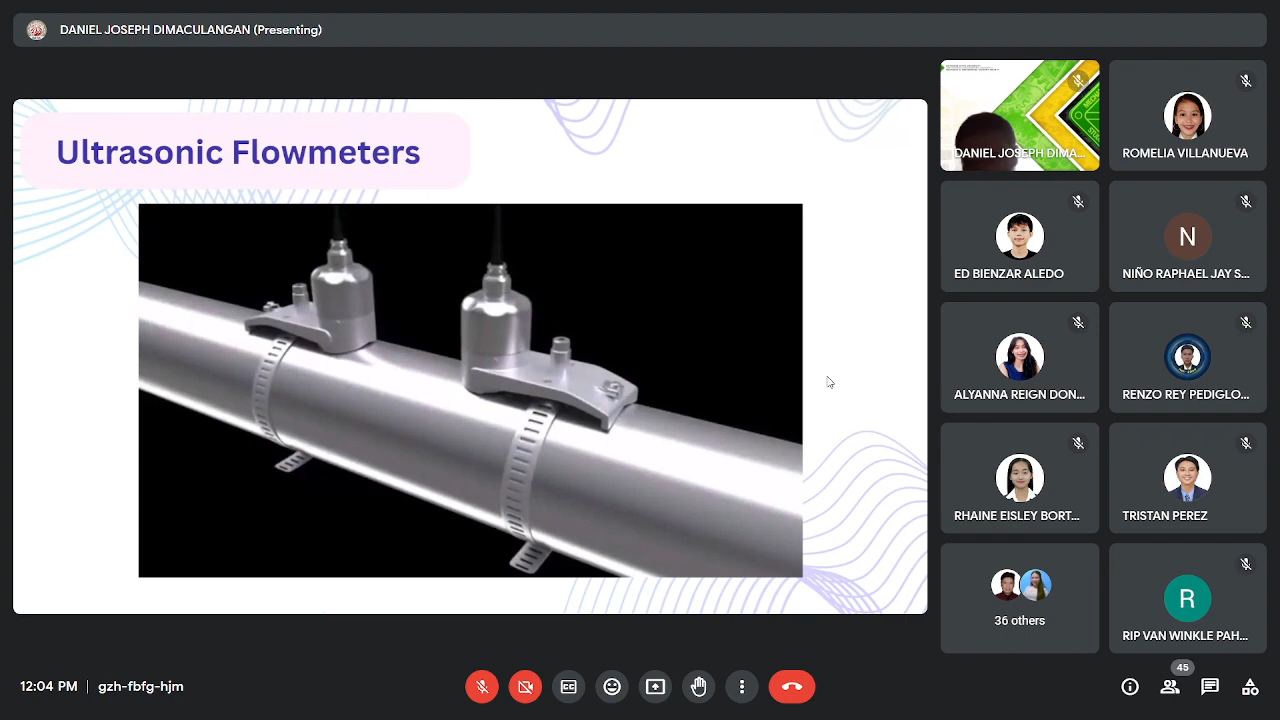 DANIEL JOSEPH DIMACULANGAN (Presenting)
Ultrasonic Flowmeters
DANIEL JOSEPH DIMA...
ROMELIA VILLANUEVA
ED BIENZAR ALEDO
N
NIÑO RAPHAEL JAY S...
ALYANNA REIGN DON...
RENZO REY PEDIGLO...
RHAINE EISLEY BORT...
TRISTAN PEREZ
36 others
R
RIP VAN WINKLE PAH...
12:04 PM | gzh-fbfg-hjm
45